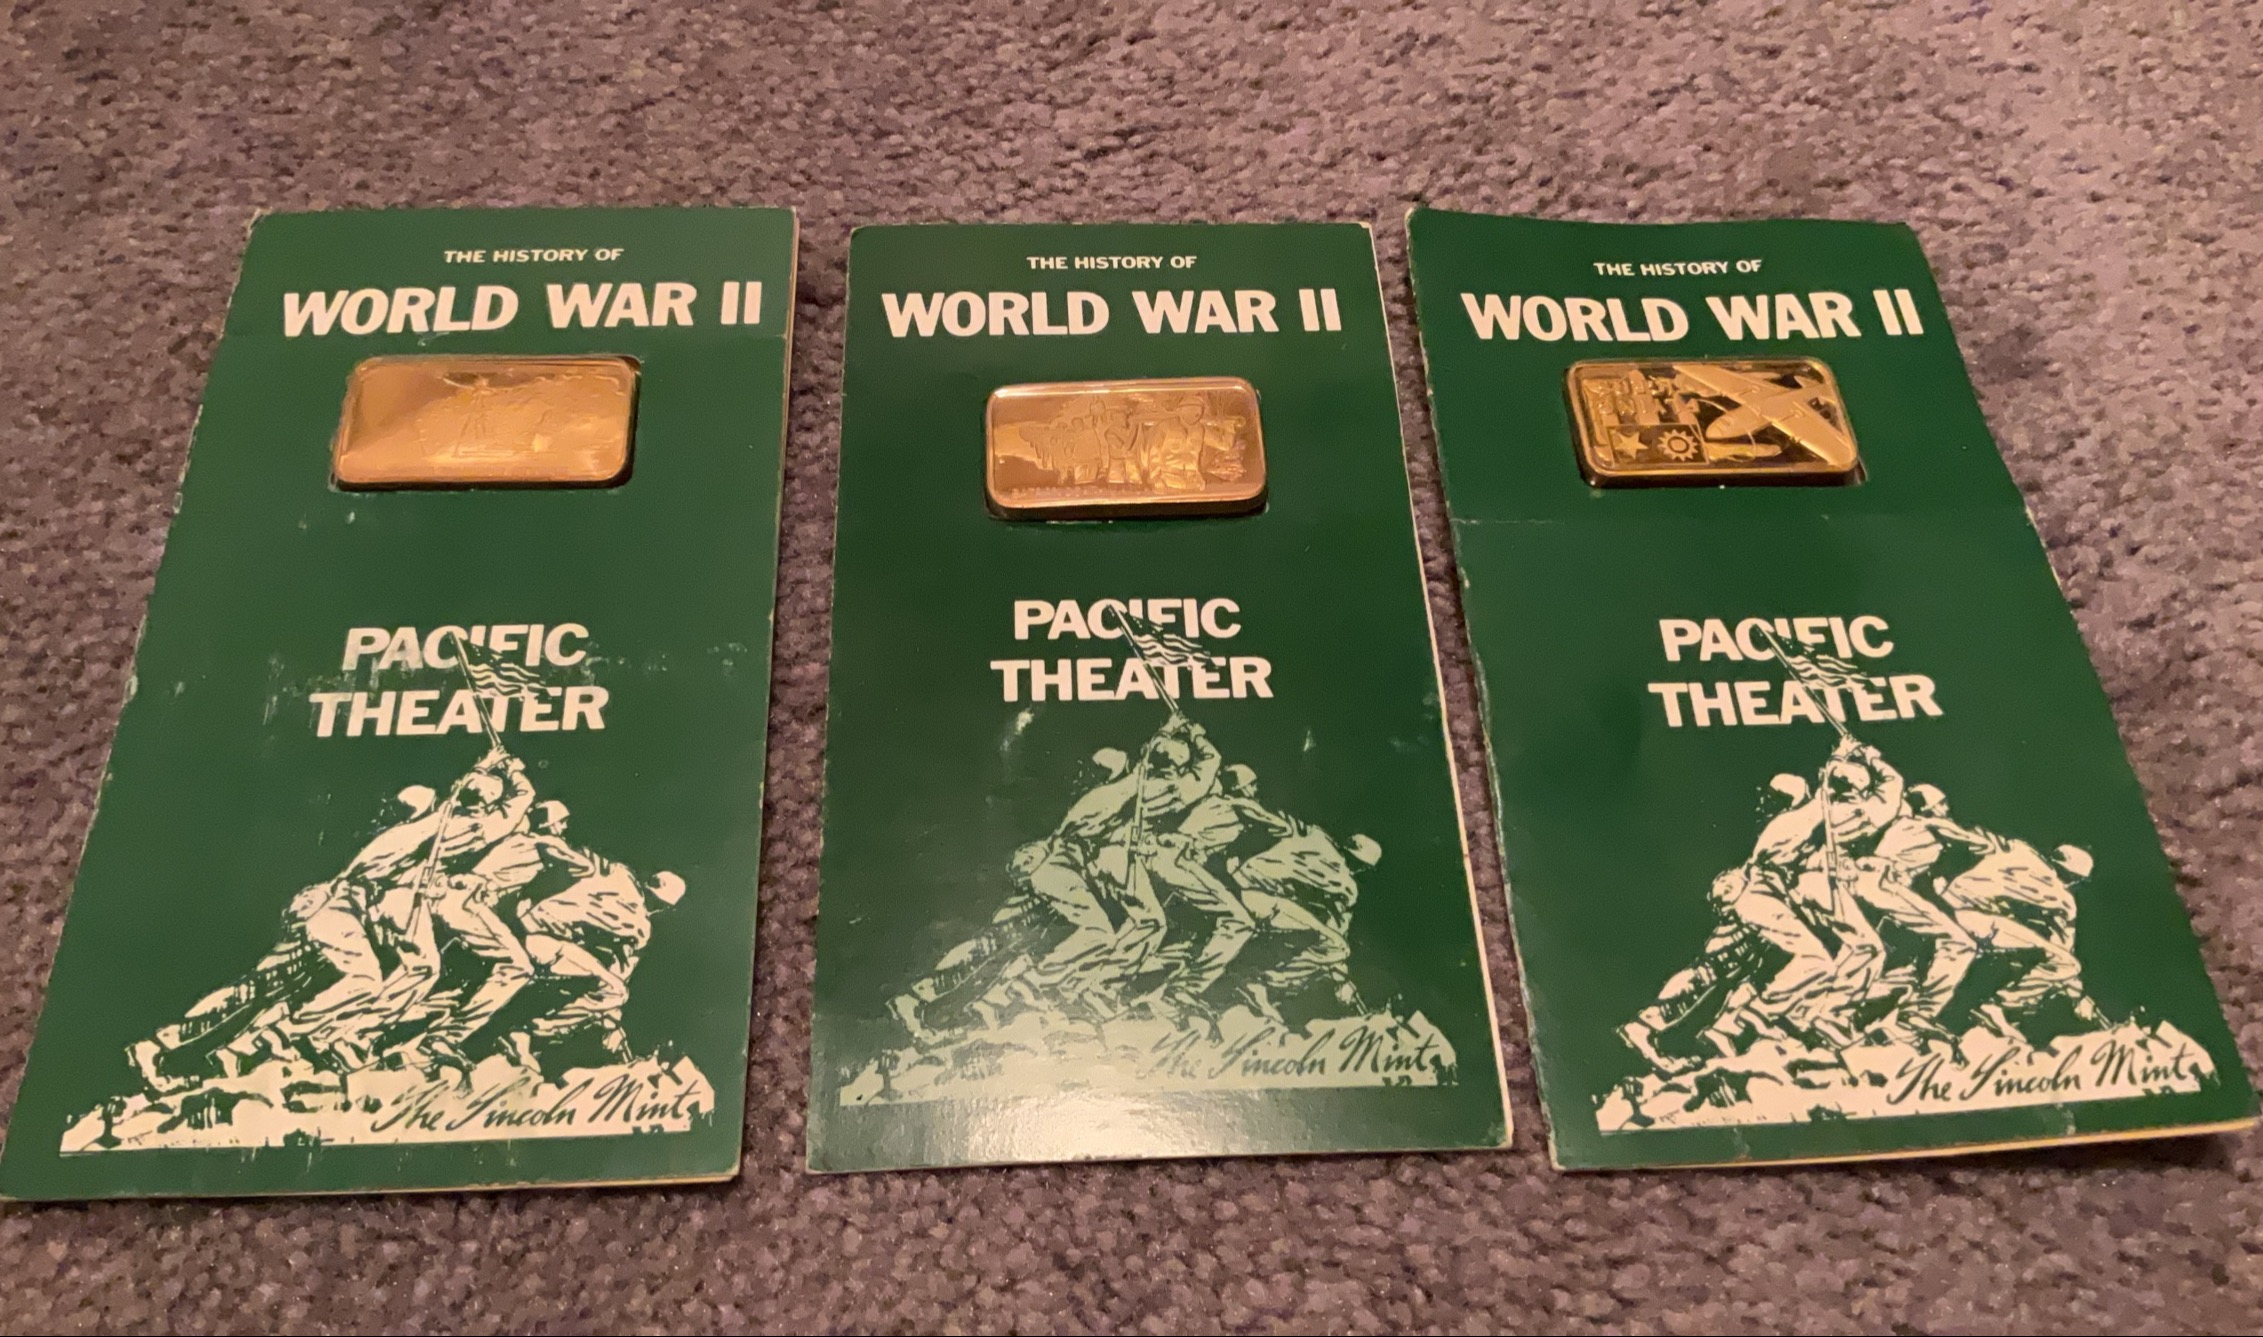 THE HISTORY OF
WORLD WAR II
PACIFIC
THEATER
The Lincoln Mint
THE HISTORY OF
WORLD WAR II
PACIFIC
THEATER
The Lincoln Mint
THE HISTORY OF
WORLD WAR II
PACIFIC
THEATER
The Lincoln Mint